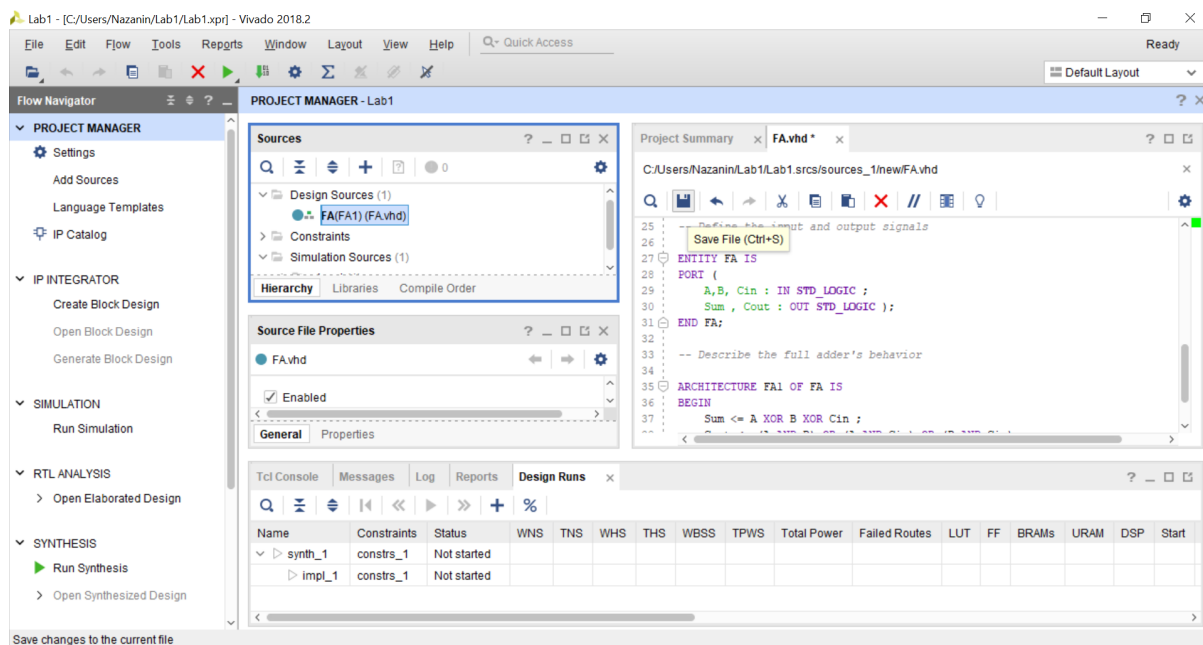 Lab1 - [C:/Users/Nazanin/Lab1/Lab1.xpr] - Vivado 2018.2
File Edit Flow Tools Reports Window Layout View Help Quick Access Ready
Default Layout
Flow Navigator
PROJECT MANAGER - Lab1
PROJECT MANAGER
Settings
Add Sources
Language Templates
IP Catalog
IP INTEGRATOR
Create Block Design
Open Block Design
Generate Block Design
SIMULATION
Run Simulation
RTL ANALYSIS
Open Elaborated Design
SYNTHESIS
Run Synthesis
Open Synthesized Design
Sources
0
Design Sources (1)
FA(FA1) (FA.vhd)
Constraints
Simulation Sources (1)
Hierarchy Libraries Compile Order
Source File Properties
FA.vhd
Enabled
General Properties
Project Summary FA.vhd *
C:/Users/Nazanin/Lab1/Lab1.srcs/sources_1/new/FA.vhd
25 -- Define the input and output signals
Save File (Ctrl+S)
26
27 ENTITY FA IS
28 PORT (
29 A,B, Cin : IN STD_LOGIC ;
30 Sum , Cout : OUT STD_LOGIC );
31 END FA;
32
33 -- Describe the full adder's behavior
34
35 ARCHITECTURE FA1 OF FA IS
36 BEGIN
37 Sum <= A XOR B XOR Cin ;
Tcl Console Messages Log Reports Design Runs
Name Constraints Status WNS TNS WHS THS WBSS TPWS Total Power Failed Routes LUT FF BRAMs URAM DSP Start
synth_1 constrs_1 Not started
impl_1 constrs_1 Not started
Save changes to the current file